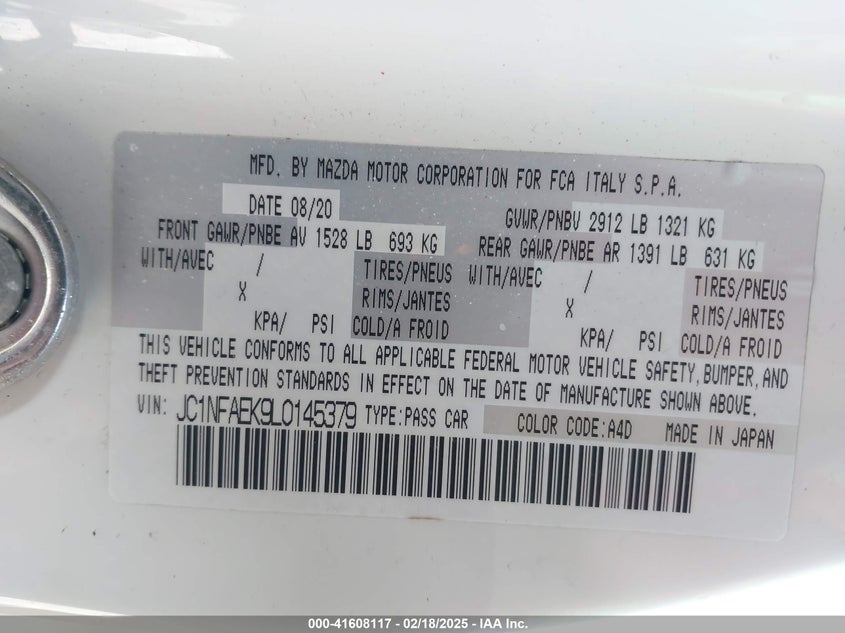 MFD. BY MAZDA MOTOR CORPORATION FOR FCA ITALY S.P.A.
DATE 08/20
GVWR/PNBV 2912 LB 1321 KG
FRONT GAWR/PNBE AV 1528 LB 693 KG
REAR GAWR/PNBE AR 1391 LB 631 KG
WITH/AVEC / TIRES/PNEUS WITH/AVEC / TIRES/PNEUS
X RIMS/JANTES X RIMS/JANTES
KPA/ PSI COLD/A FROID KPA/ PSI COLD/A FROID
THIS VEHICLE CONFORMS TO ALL APPLICABLE FEDERAL MOTOR VEHICLE SAFETY, BUMPER, AND
THEFT PREVENTION STANDARDS IN EFFECT ON THE DATE OF MANUFACTURE SHOWN ABOVE.
VIN: JC1NFAEK9L0145379 TYPE:PASS CAR COLOR CODE:A4D MADE IN JAPAN
000-41608117 - 02/18/2025 - IAA Inc.